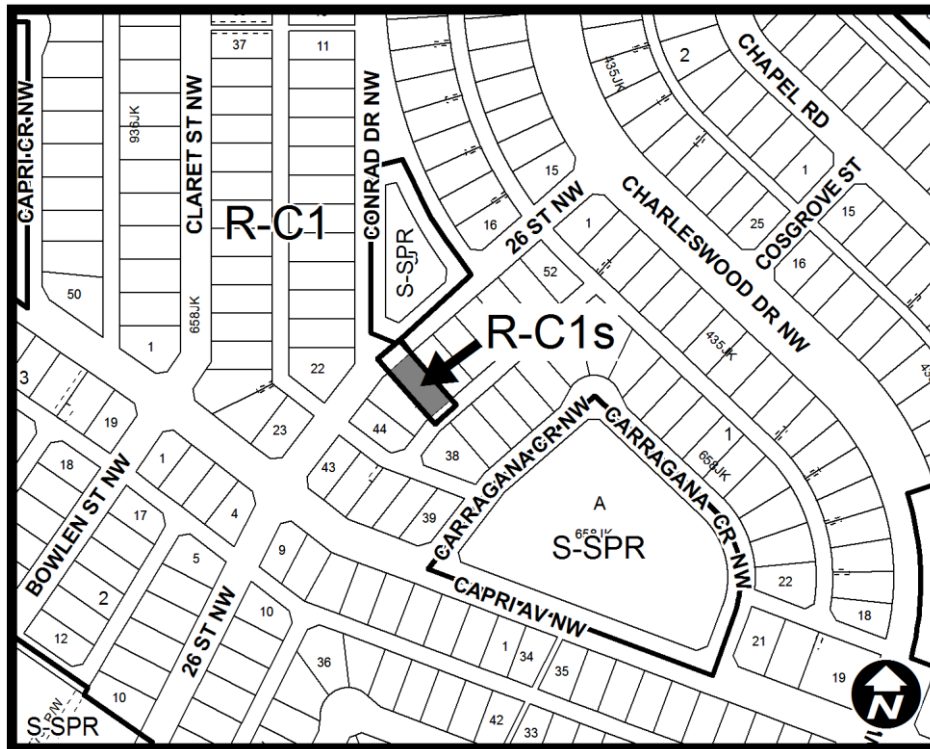 37
11
CAPRI CR NW
936JK
CLARET ST NW
CONRAD DR NW
435JK
2
CHAPEL RD
1
COSGROVE ST
15
15
16
25
16
26 ST NW
1
CHARLESWOOD DR NW
R-C1
S-SPR
52
50
658JK
1
R-C1s
435JK
3
22
19
23
44
38
43
18
1
4
39
CARRAGANA CR NW
CARRAGANA CR NW
1
658JK
A
658JK
S-SPR
BOWLEN ST NW
17
5
9
CAPRI AV NW
22
18
2
12
10
26 ST NW
10
36
1
34
35
21
19
N
42
33
S-SPR
R/W